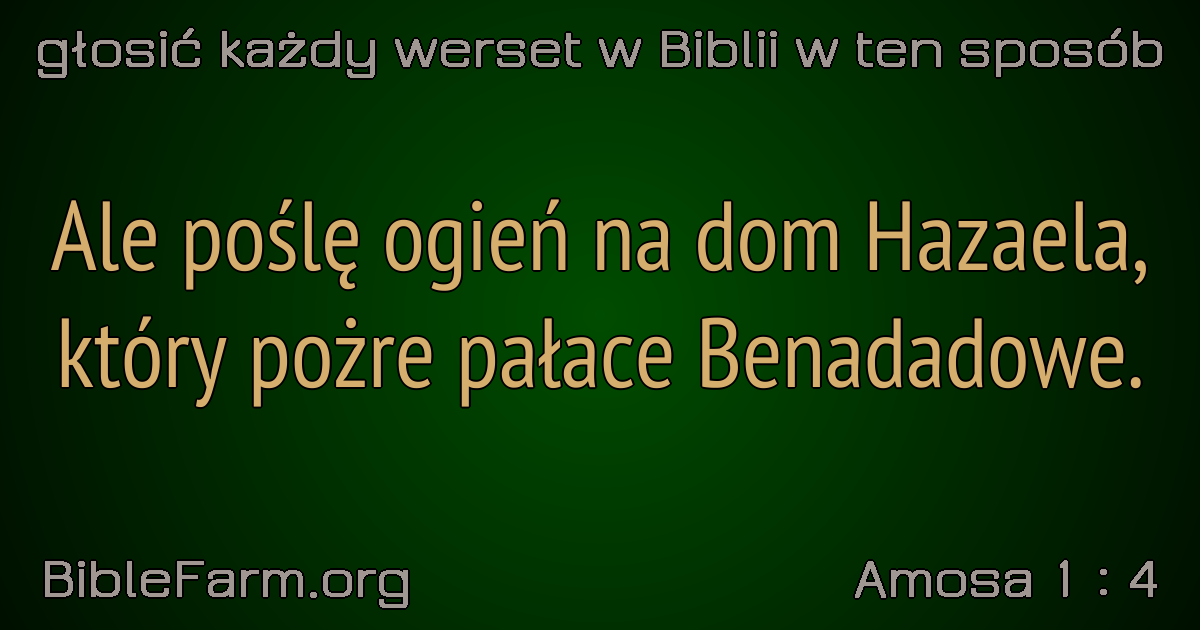 głosić każdy werset w Biblii w ten sposób
Ale poślę ogień na dom Hazaela,
który pożre pałace Benadadowe.
BibleFarm.org
Amosa 1 : 4